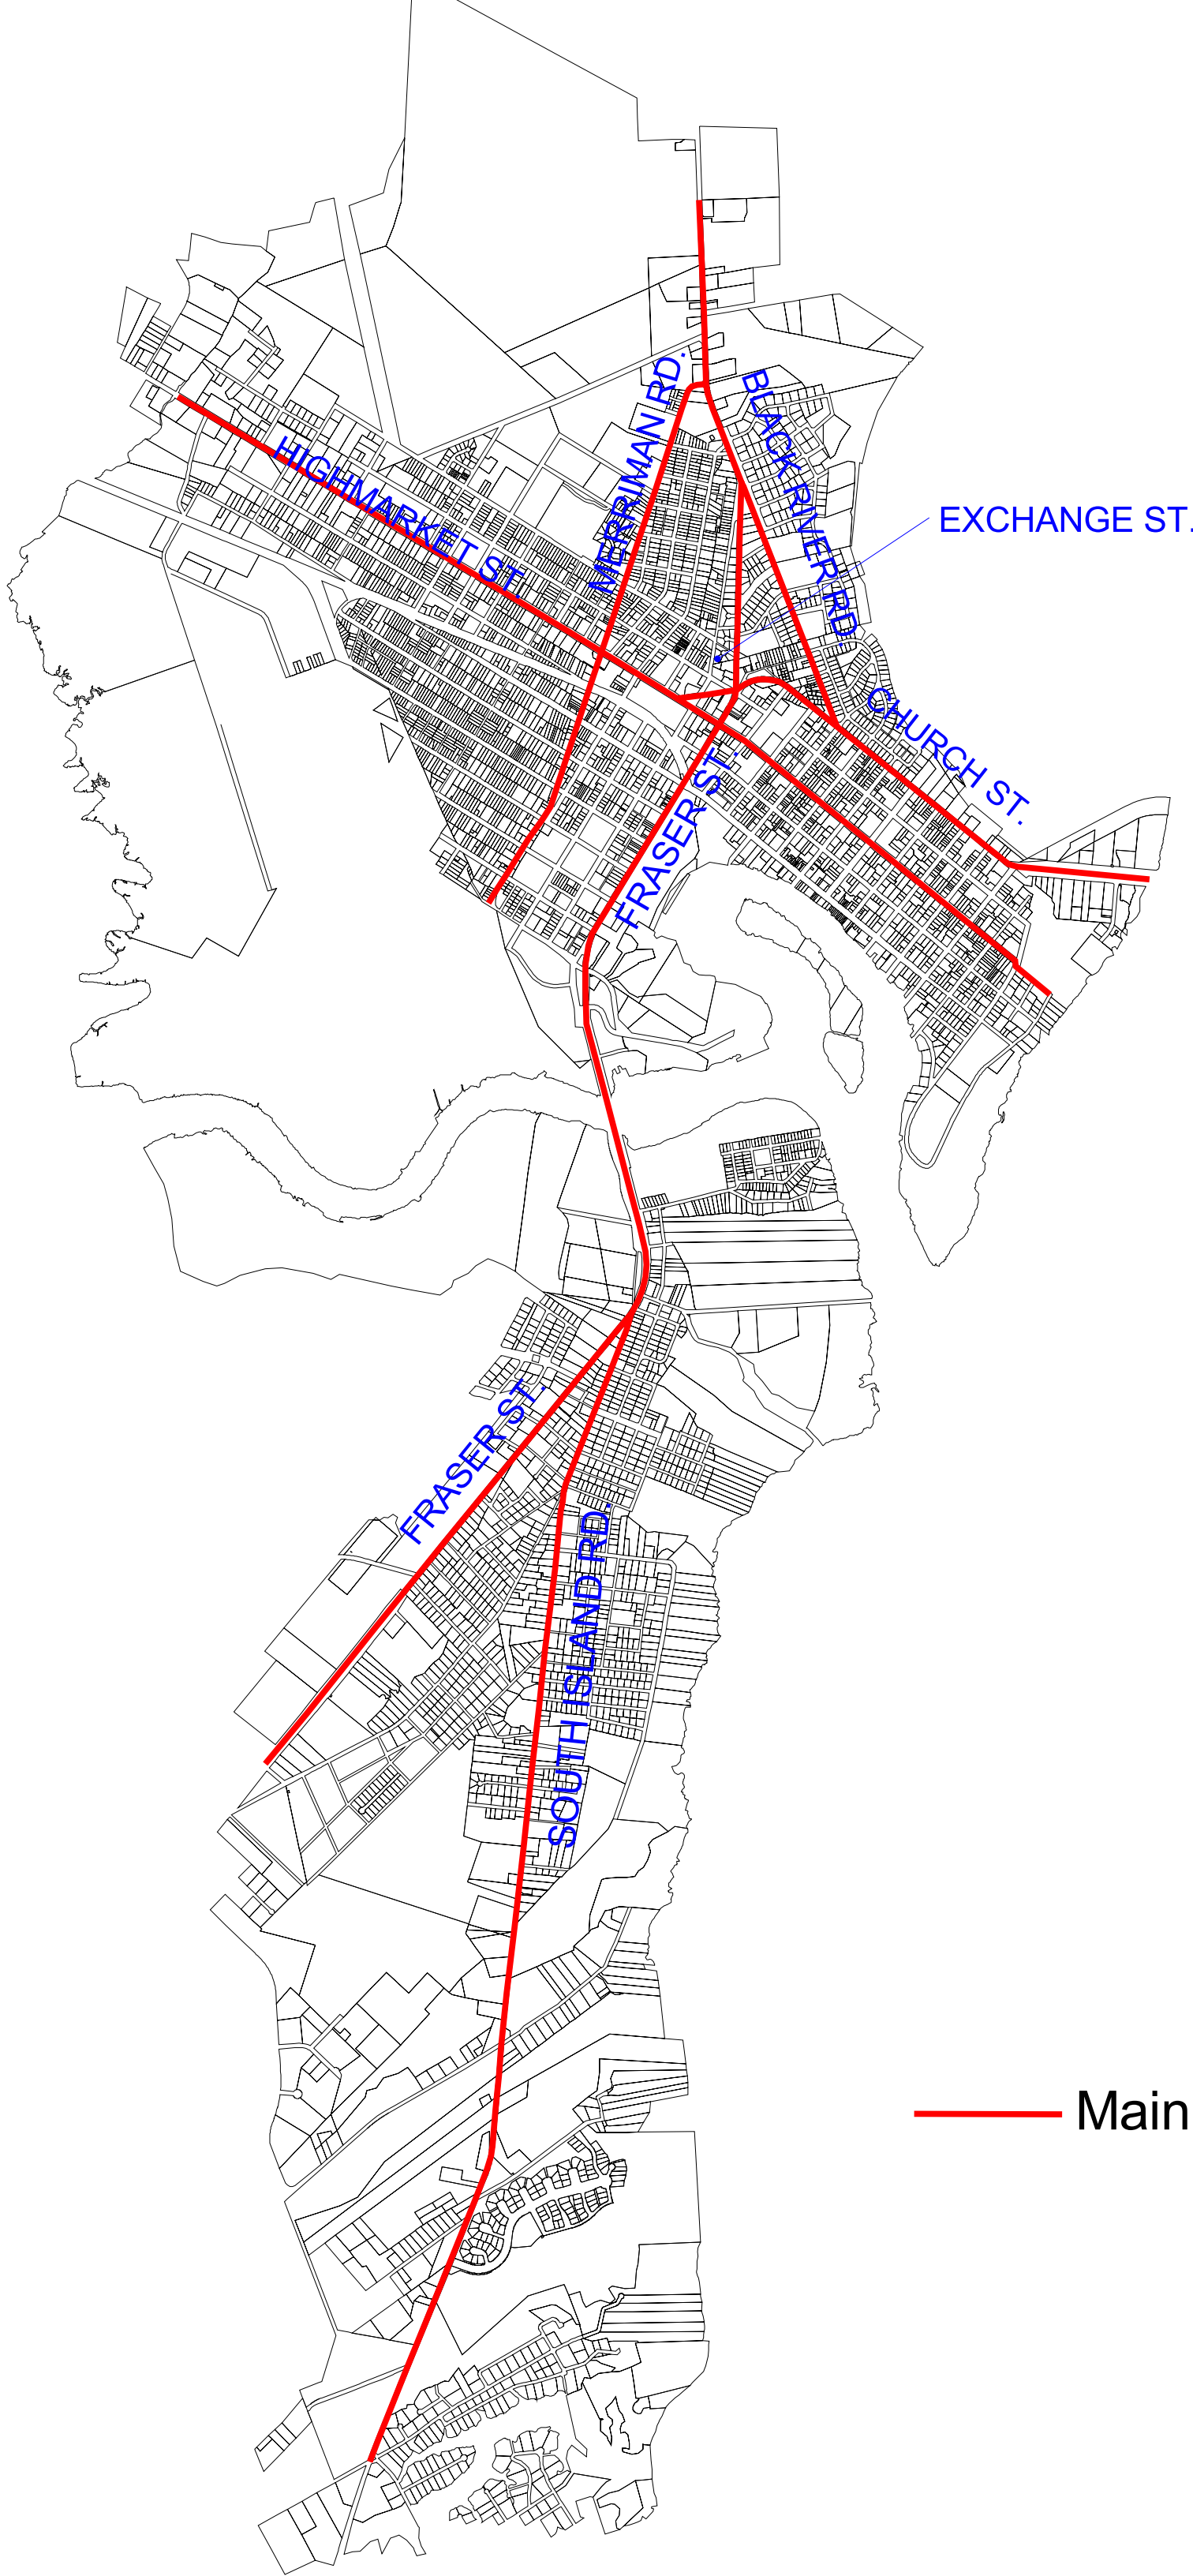 MERRIMAN RD.
BLACK RIVER RD
HIGHMARKET ST.
EXCHANGE ST.
CHURCH ST.
FRASER ST.
FRASER ST.
SOUTH ISLAND RD.
Main